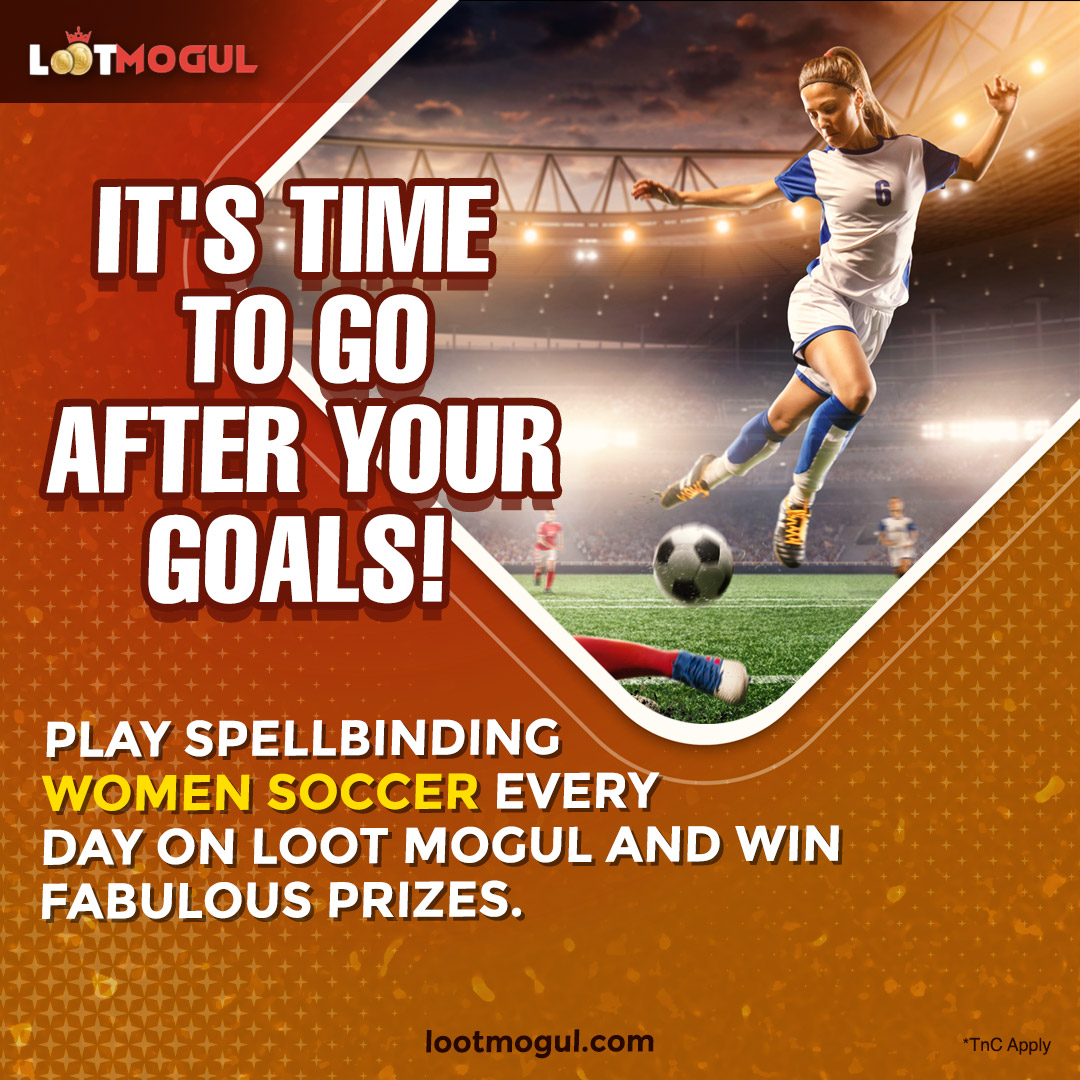 LOOTMOGUL
IT'S TIME
TO GO
AFTER YOUR
GOALS!
6
PLAY SPELLBINDING
WOMEN SOCCER EVERY
DAY ON LOOT MOGUL AND WIN
FABULOUS PRIZES.
lootmogul.com
*TnC Apply